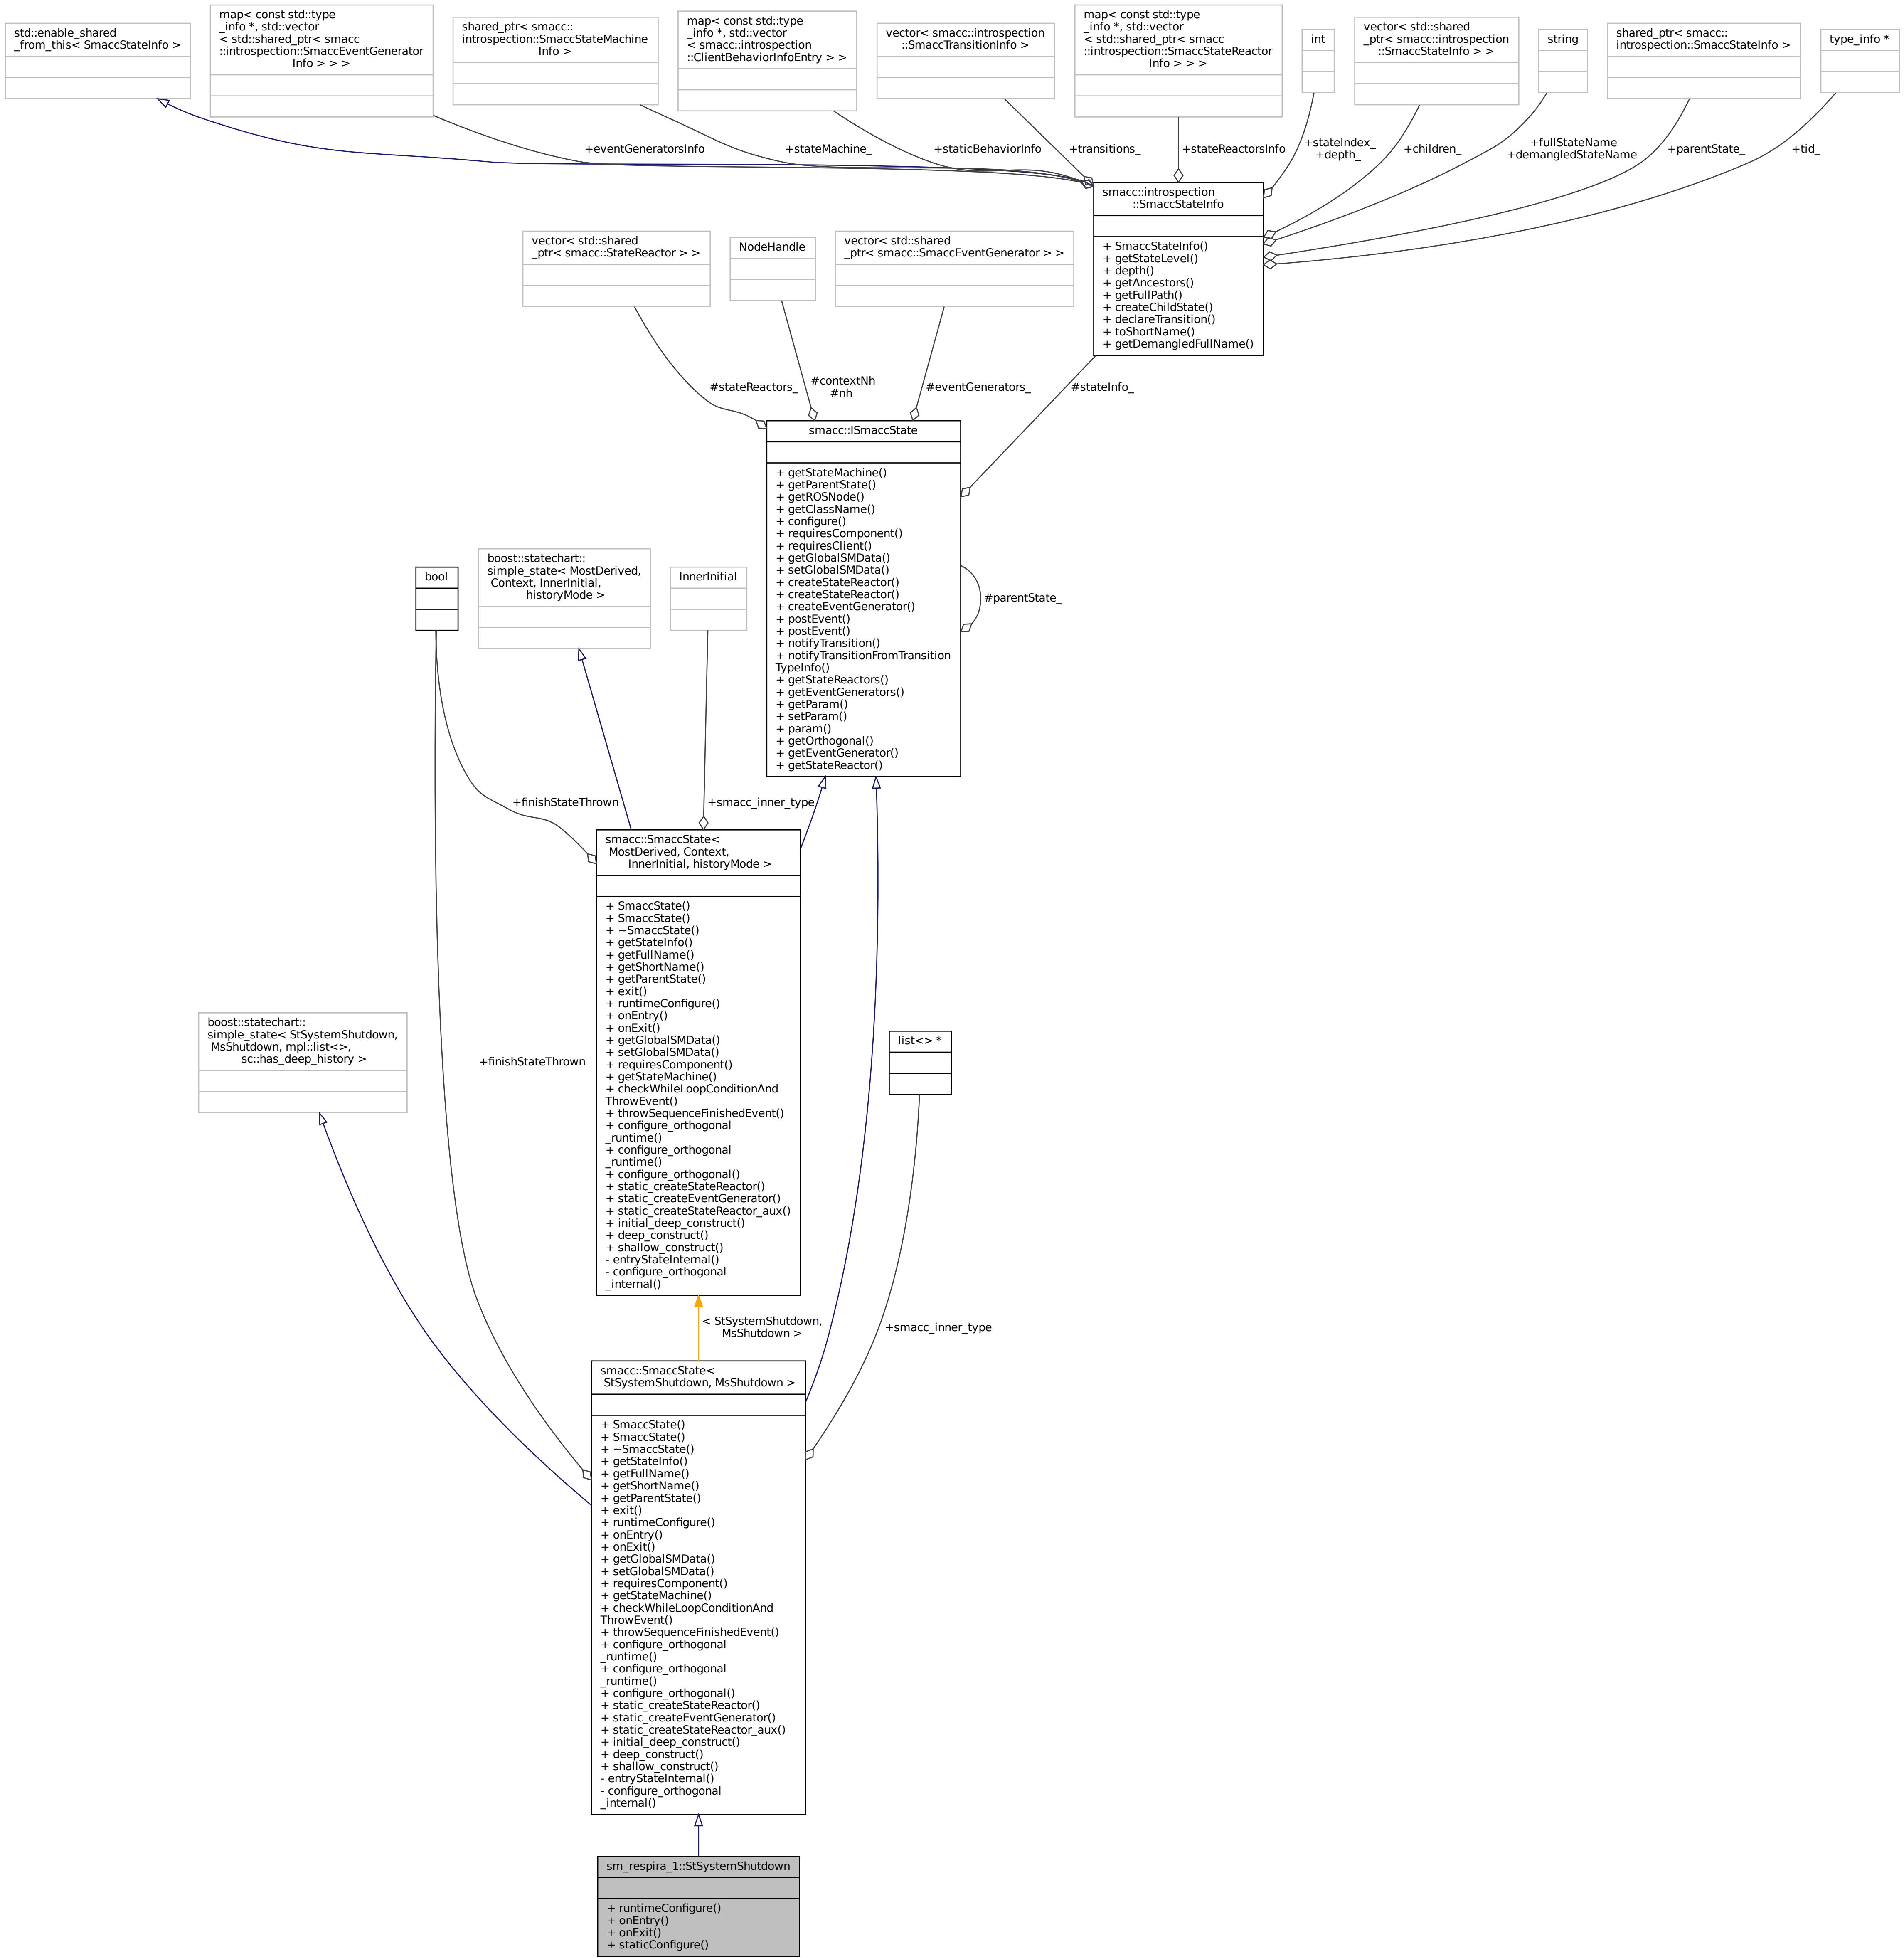 std::enable_shared
_from_this< SmaccStateInfo >
map< const std::type
_info *, std::vector
< std::shared_ptr< smacc
::introspection::SmaccEventGenerator
Info > > >
shared_ptr< smacc::
introspection::SmaccStateMachine
Info >
map< const std::type
_info *, std::vector
< smacc::introspection
::ClientBehaviorInfoEntry > >
vector< smacc::introspection
::SmaccTransitionInfo >
map< const std::type
_info *, std::vector
< std::shared_ptr< smacc
::introspection::SmaccStateReactor
Info > > >
int
vector< std::shared
_ptr< smacc::introspection
::SmaccStateInfo > >
string
shared_ptr< smacc::
introspection::SmaccStateInfo >
type_info *
+eventGeneratorsInfo
+stateMachine_
+staticBehaviorInfo
+transitions_
+stateReactorsInfo
+stateIndex_
+depth_
+children_
+fullStateName
+demangledStateName
+parentState_
+tid_
smacc::introspection
::SmaccStateInfo
+ SmaccStateInfo()
+ getStateLevel()
+ depth()
+ getAncestors()
+ getFullPath()
+ createChildState()
+ declareTransition()
+ toShortName()
+ getDemangledFullName()
vector< std::shared
_ptr< smacc::StateReactor > >
NodeHandle
vector< std::shared
_ptr< smacc::SmaccEventGenerator > >
#stateReactors_
#contextNh
#nh
#eventGenerators_
#stateInfo_
smacc::ISmaccState
+ getStateMachine()
+ getParentState()
+ getROSNode()
+ getClassName()
+ configure()
+ requiresComponent()
+ requiresClient()
+ getGlobalSMData()
+ setGlobalSMData()
+ createStateReactor()
+ createStateReactor()
+ createEventGenerator()
+ postEvent()
+ postEvent()
+ notifyTransition()
+ notifyTransitionFromTransition
TypeInfo()
+ getStateReactors()
+ getEventGenerators()
+ getParam()
+ setParam()
+ param()
+ getOrthogonal()
+ getEventGenerator()
+ getStateReactor()
#parentState_
bool
boost::statechart::
simple_state< MostDerived,
Context, InnerInitial,
historyMode >
InnerInitial
+finishStateThrown
+smacc_inner_type
smacc::SmaccState<
MostDerived, Context,
InnerInitial, historyMode >
+ SmaccState()
+ SmaccState()
+ ~SmaccState()
+ getStateInfo()
+ getFullName()
+ getShortName()
+ getParentState()
+ exit()
+ runtimeConfigure()
+ onEntry()
+ onExit()
+ getGlobalSMData()
+ setGlobalSMData()
+ requiresComponent()
+ getStateMachine()
+ checkWhileLoopConditionAnd
ThrowEvent()
+ throwSequenceFinishedEvent()
+ configure_orthogonal
_runtime()
+ configure_orthogonal
_runtime()
+ configure_orthogonal()
+ static_createStateReactor()
+ static_createEventGenerator()
+ static_createStateReactor_aux()
+ initial_deep_construct()
+ deep_construct()
+ shallow_construct()
- entryStateInternal()
- configure_orthogonal
_internal()
boost::statechart::
simple_state< StSystemShutdown,
MsShutdown, mpl::list<>,
sc::has_deep_history >
+finishStateThrown
list<> *
< StSystemShutdown,
MsShutdown >
+smacc_inner_type
smacc::SmaccState<
StSystemShutdown, MsShutdown >
+ SmaccState()
+ SmaccState()
+ ~SmaccState()
+ getStateInfo()
+ getFullName()
+ getShortName()
+ getParentState()
+ exit()
+ runtimeConfigure()
+ onEntry()
+ onExit()
+ getGlobalSMData()
+ setGlobalSMData()
+ requiresComponent()
+ getStateMachine()
+ checkWhileLoopConditionAnd
ThrowEvent()
+ throwSequenceFinishedEvent()
+ configure_orthogonal
_runtime()
+ configure_orthogonal
_runtime()
+ configure_orthogonal()
+ static_createStateReactor()
+ static_createEventGenerator()
+ static_createStateReactor_aux()
+ initial_deep_construct()
+ deep_construct()
+ shallow_construct()
- entryStateInternal()
- configure_orthogonal
_internal()
sm_respira_1::StSystemShutdown
+ runtimeConfigure()
+ onEntry()
+ onExit()
+ staticConfigure()